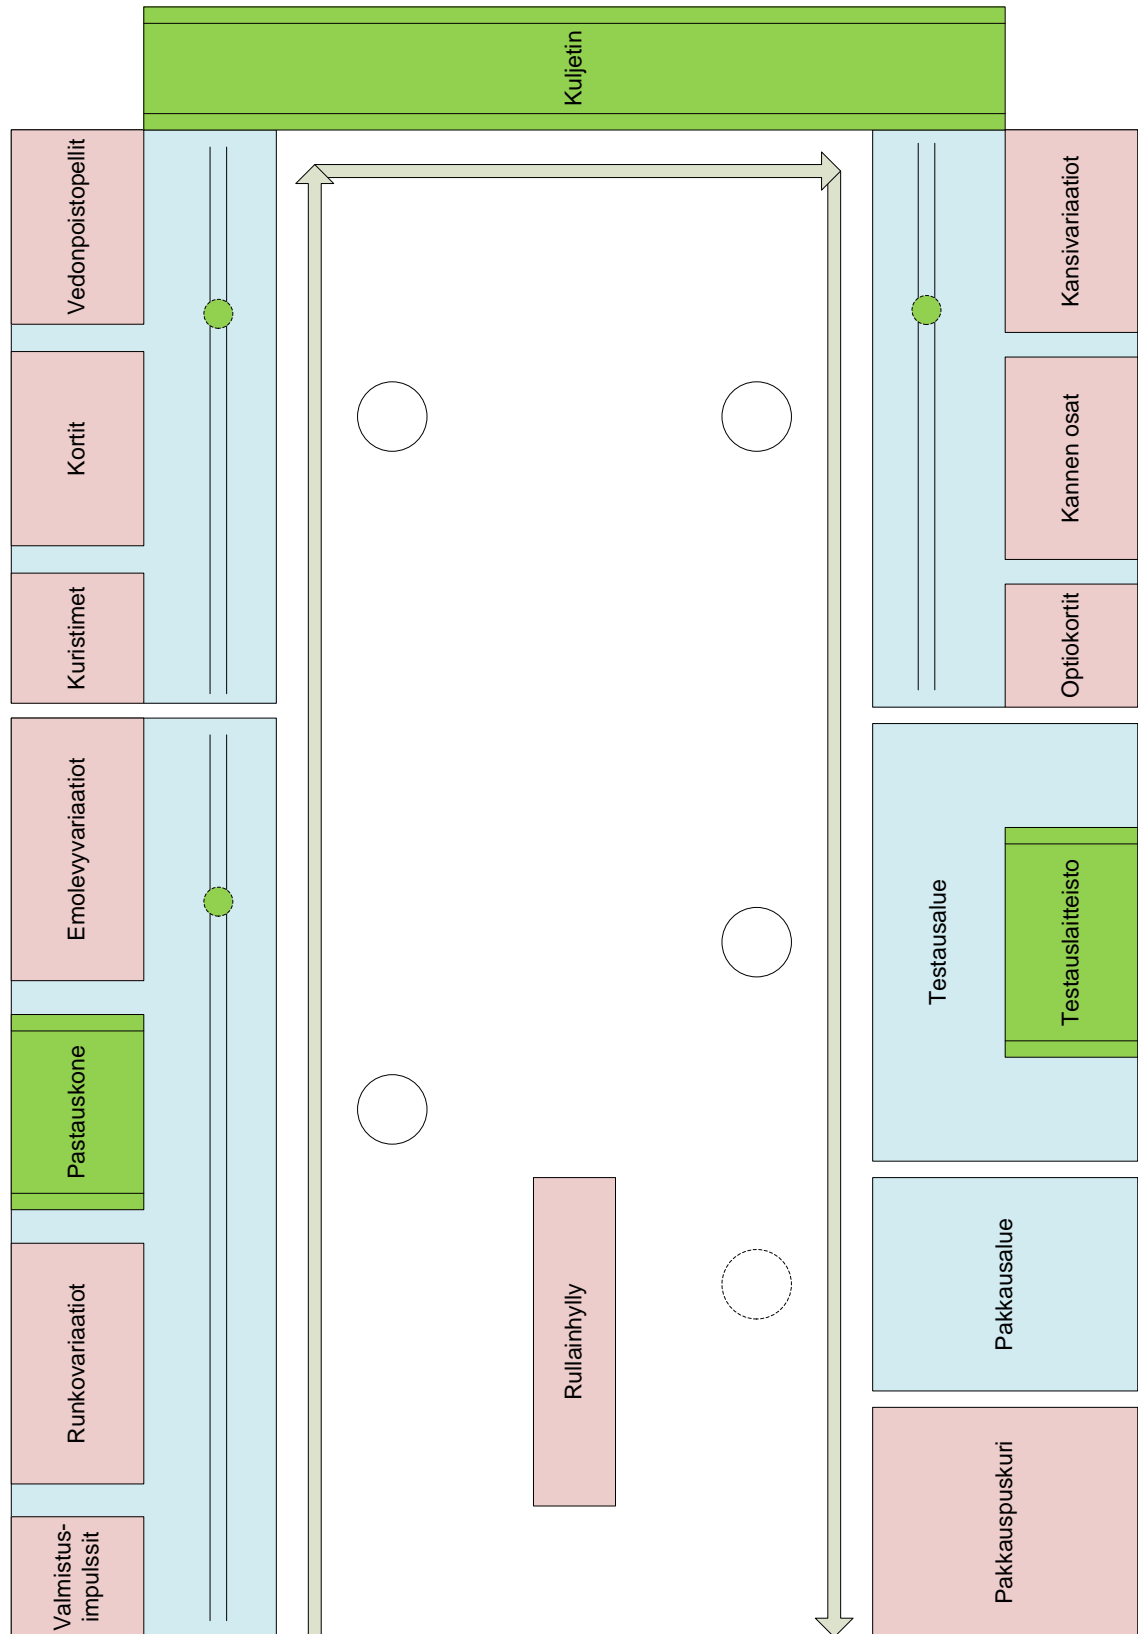 Kuljetin
Vedonpoistopellit
Kortit
Kuristimet
Emolevyvariaatiot
Pastauskone
Runkovariaatiot
Valmistus-
impulssit
Rullainhylly
Kansivariaatiot
Kannen osat
Optiokortit
Testausalue
Testauslaitteisto
Pakkausalue
Pakkauspuskuri